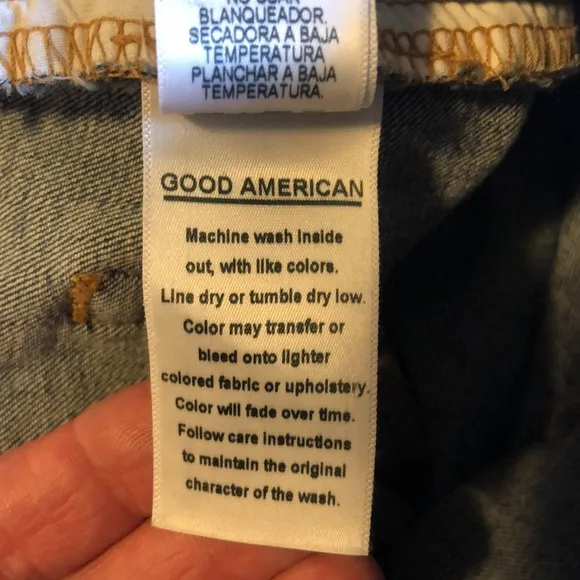 NO USAR
BLANQUEADOR.
SECADORA A BAJA
TEMPERATURA
PLANCHAR A BAJA
TEMPERATURA.
GOOD AMERICAN
Machine wash inside
out, with like colors.
Line dry or tumble dry low.
Color may transfer or
bleed onto lighter
colored fabric or upholstery.
Color will fade over time.
Follow care instructions
to maintain the original
character of the wash.